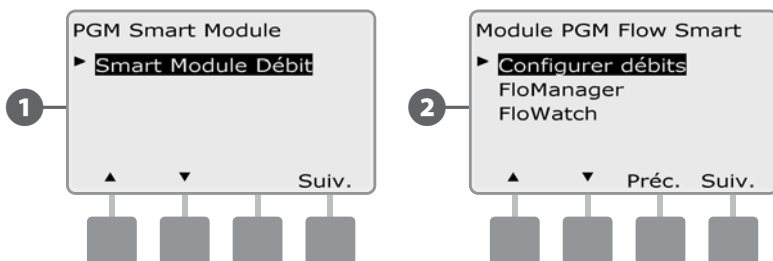 1
PGM Smart Module
► Smart Module Débit
▲ ▼ Suiv.
2
Module PGM Flow Smart
► Configurer débits
FloManager
FloWatch
▲ ▼ Préc. Suiv.